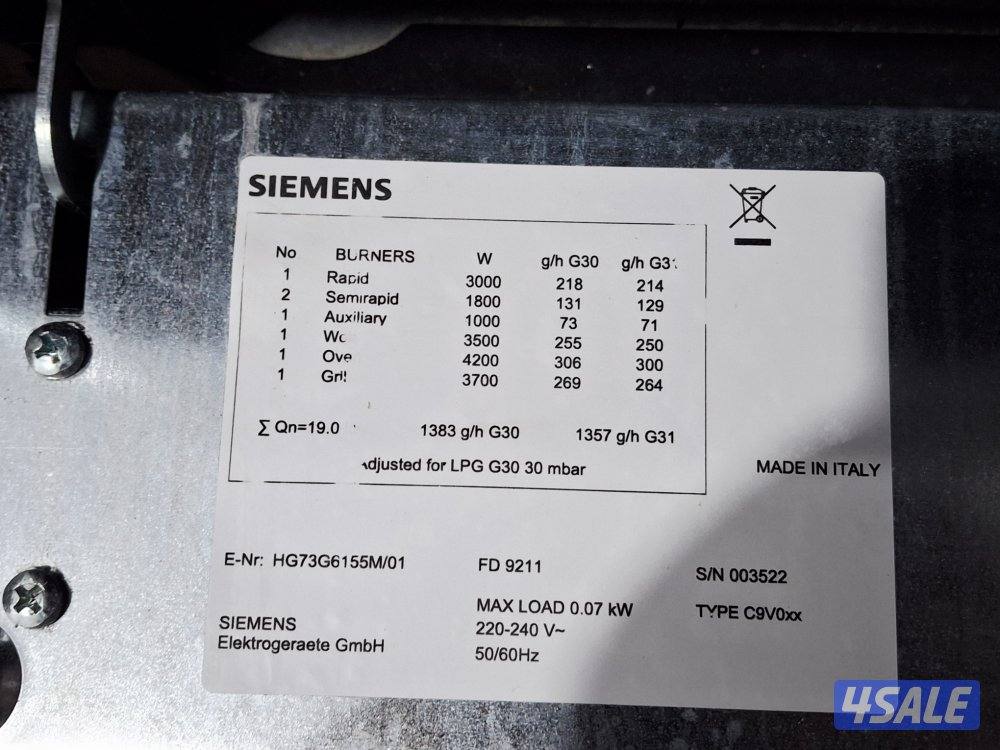 SIEMENS
No BURNERS W g/h G30 g/h G31
1 Rapid 3000 218 214
2 Semirapid 1800 131 129
1 Auxiliary 1000 73 71
1 3500 255 250
1 Ove 4200 306 300
1 Gril 3700 269 264
∑ Qn=19.0 1383 g/h G30 1357 g/h G31
Adjusted for LPG G30 30 mbar
MADE IN ITALY
E-Nr: HG73G6155M/01 FD 9211 S/N 003522
MAX LOAD 0.07 kW TYPE C9V0xx
SIEMENS 220-240 V~
Elektrogeraete GmbH 50/60Hz
4SALE